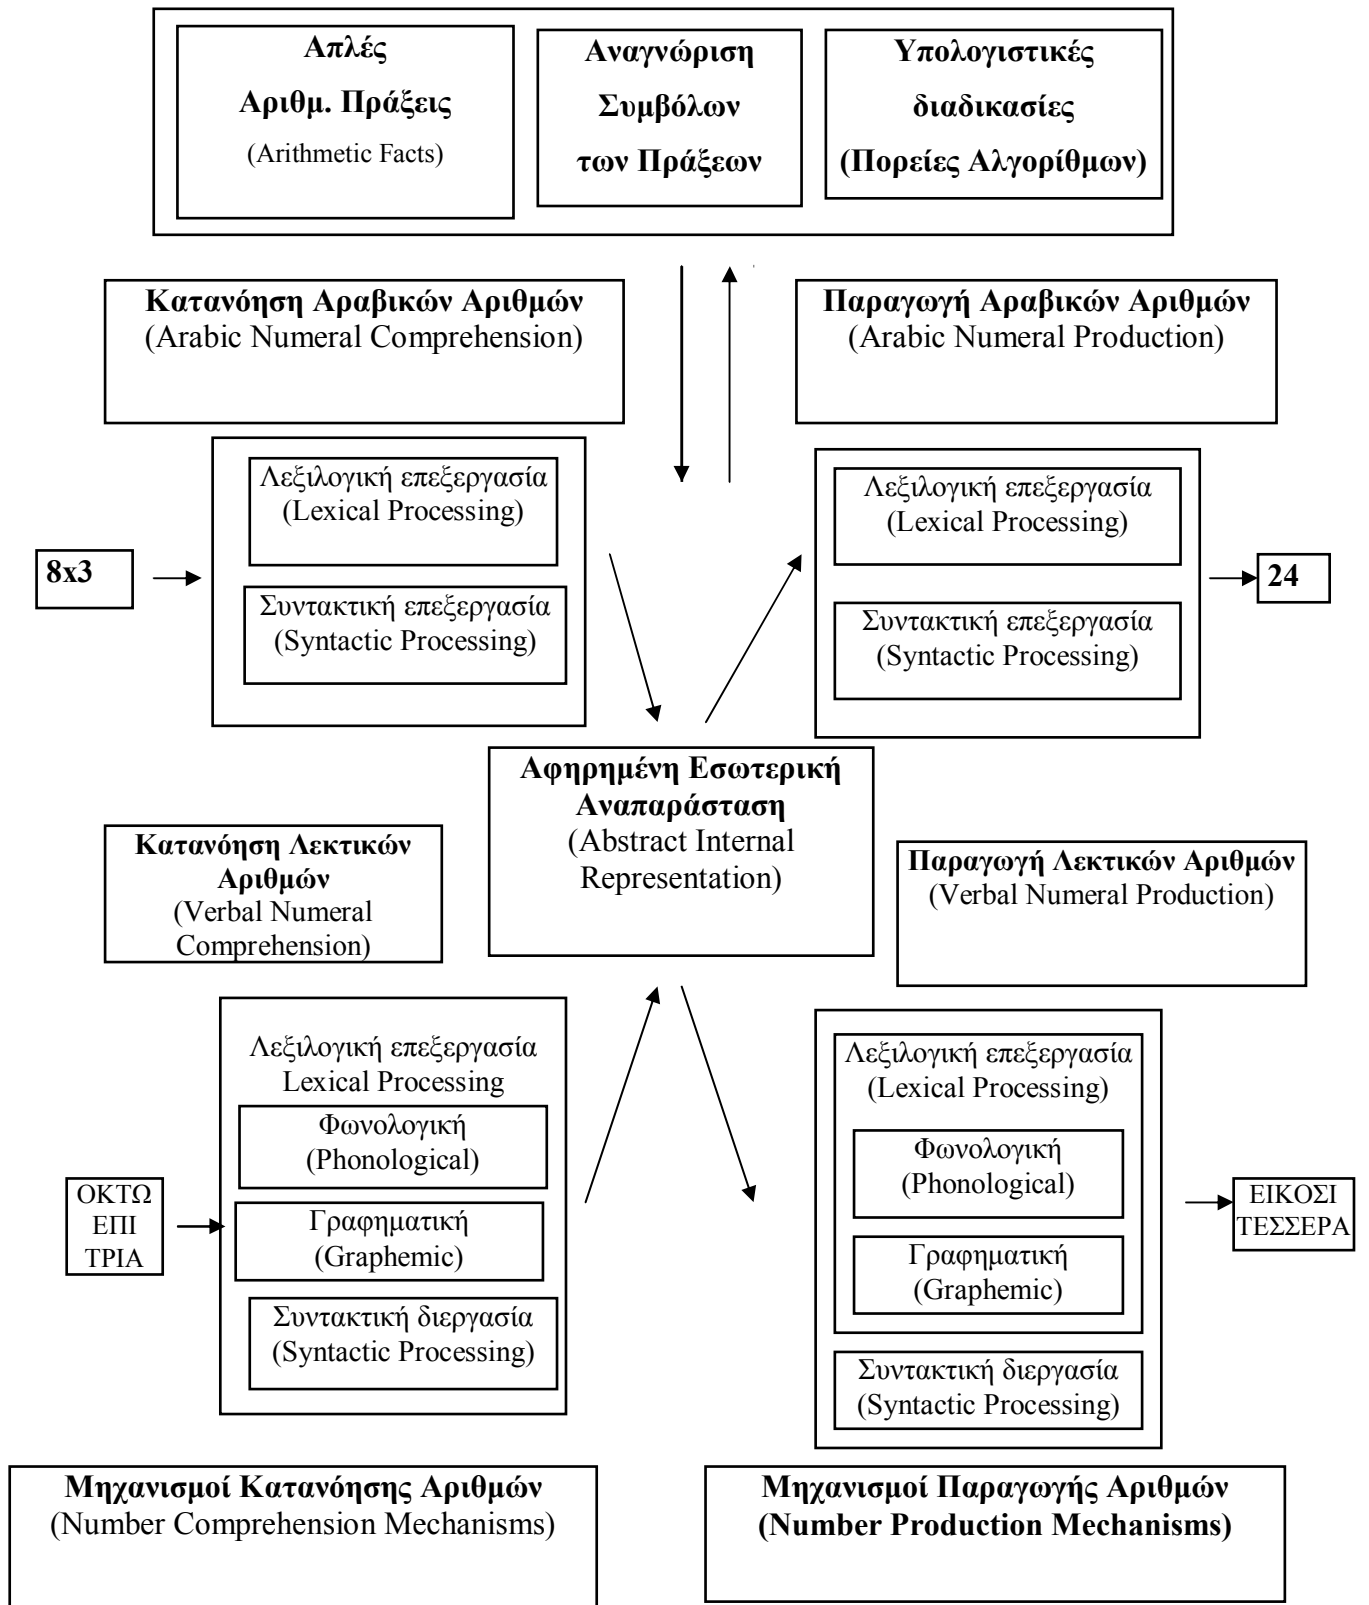 Απλές
Αριθμ. Πράξεις
(Arithmetic Facts)
Αναγνώριση
Συμβόλων
των Πράξεων
Υπολογιστικές
διαδικασίες
(Πορείες Αλγορίθμων)
Κατανόηση Αραβικών Αριθμών
(Arabic Numeral Comprehension)
Παραγωγή Αραβικών Αριθμών
(Arabic Numeral Production)
8x3
Λεξιλογική επεξεργασία
(Lexical Processing)
Συντακτική επεξεργασία
(Syntactic Processing)
Λεξιλογική επεξεργασία
(Lexical Processing)
Συντακτική επεξεργασία
(Syntactic Processing)
24
Αφηρημένη Εσωτερική
Αναπαράσταση
(Abstract Internal
Representation)
Κατανόηση Λεκτικών
Αριθμών
(Verbal Numeral
Comprehension)
Παραγωγή Λεκτικών Αριθμών
(Verbal Numeral Production)
ΟΚΤΩ
ΕΠΙ
ΤΡΙΑ
Λεξιλογική επεξεργασία
Lexical Processing
Φωνολογική
(Phonological)
Γραφηματική
(Graphemic)
Συντακτική διεργασία
(Syntactic Processing)
Λεξιλογική επεξεργασία
(Lexical Processing)
Φωνολογική
(Phonological)
Γραφηματική
(Graphemic)
Συντακτική διεργασία
(Syntactic Processing)
ΕΙΚΟΣΙ
ΤΕΣΣΕΡΑ
Μηχανισμοί Κατανόησης Αριθμών
(Number Comprehension Mechanisms)
Μηχανισμοί Παραγωγής Αριθμών
(Number Production Mechanisms)